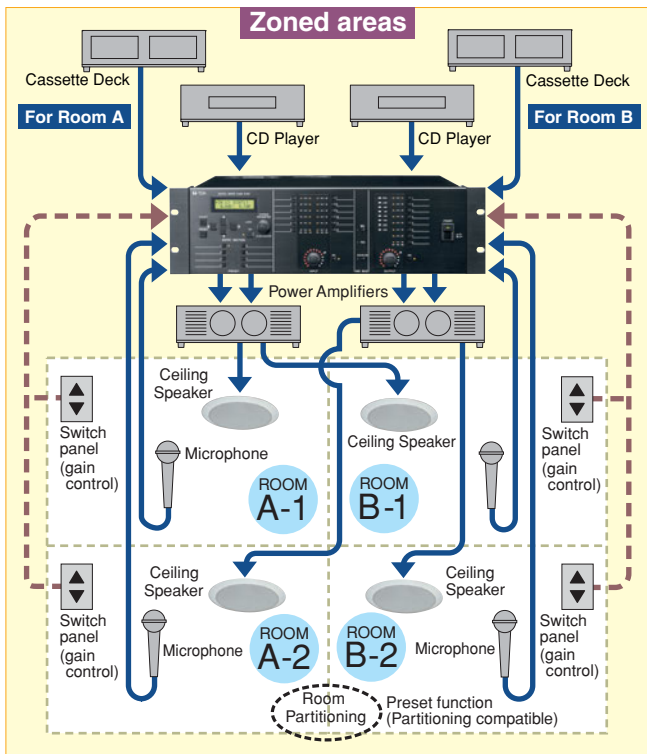 Zoned areas
Cassette Deck
Cassette Deck
For Room A
For Room B
CD Player
CD Player
Power Amplifiers
Ceiling
Speaker
Ceiling Speaker
Switch
panel
(gain
control)
Microphone
ROOM
A-1
ROOM
B-1
Switch
panel
(gain
control)
Ceiling
Speaker
Ceiling
Speaker
Switch
panel
(gain
control)
Microphone
ROOM
A-2
ROOM
B-2
Microphone
Switch
panel
(gain
control)
Room
Partitioning
Preset function
(Partitioning compatible)